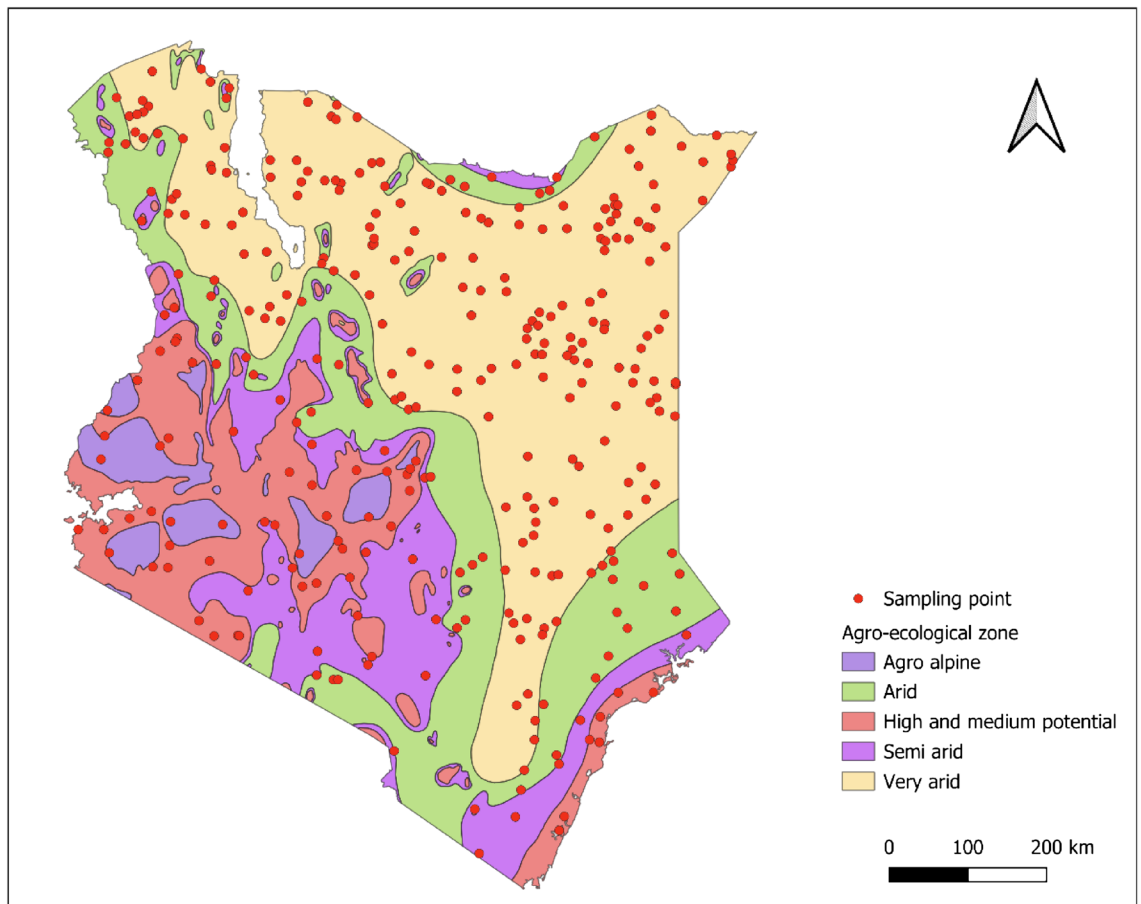 Sampling point
Agro-ecological zone
Agro alpine
Arid
High and medium potential
Semi arid
Very arid
0 100 200 km